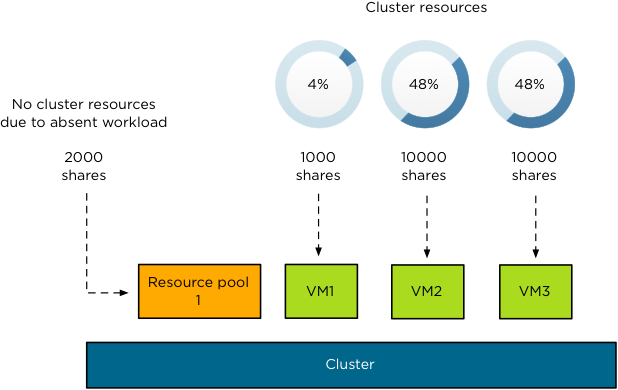 Cluster resources
4%
48%
48%
No cluster resources
due to absent workload
2000
shares
1000
shares
10000
shares
10000
shares
Resource pool
1
VM1
VM2
VM3
Cluster